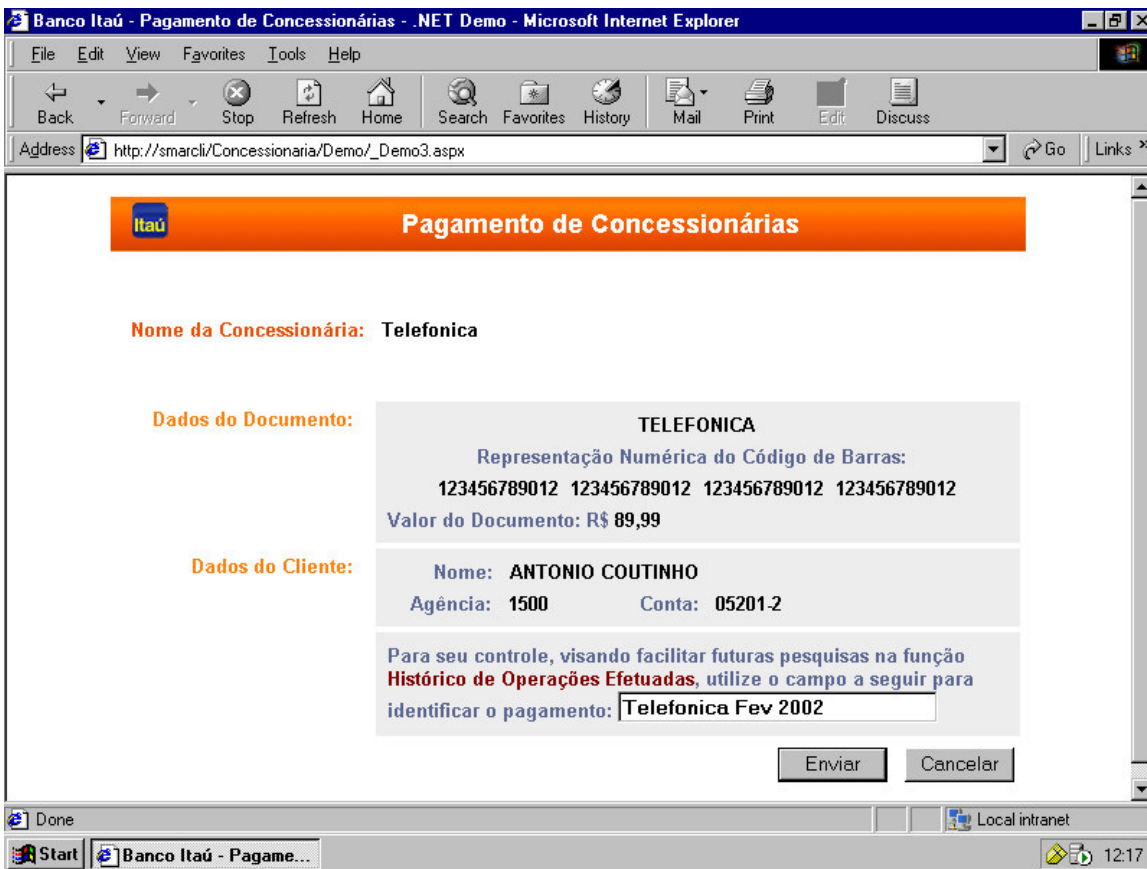 Banco Itaú - Pagamento de Concessionárias - .NET Demo - Microsoft Internet Explorer
File Edit View Favorites Tools Help
Back Forward Stop Refresh Home Search Favorites History Mail Print Edit Discuss
Address http://smarcli/Concessionaria/Demo/_Demo3.aspx Go Links »
Itaú Pagamento de Concessionárias
Nome da Concessionária: Telefonica
Dados do Documento: TELEFONICA
Representação Numérica do Código de Barras:
123456789012 123456789012 123456789012 123456789012
Valor do Documento: R$ 89,99
Dados do Cliente: Nome: ANTONIO COUTINHO
Agência: 1500 Conta: 05201-2
Para seu controle, visando facilitar futuras pesquisas na função
Histórico de Operações Efetuadas, utilize o campo a seguir para
identificar o pagamento: Telefonica Fev 2002
Enviar Cancelar
Done Local intranet
Start Banco Itaú - Pagame... 12:17